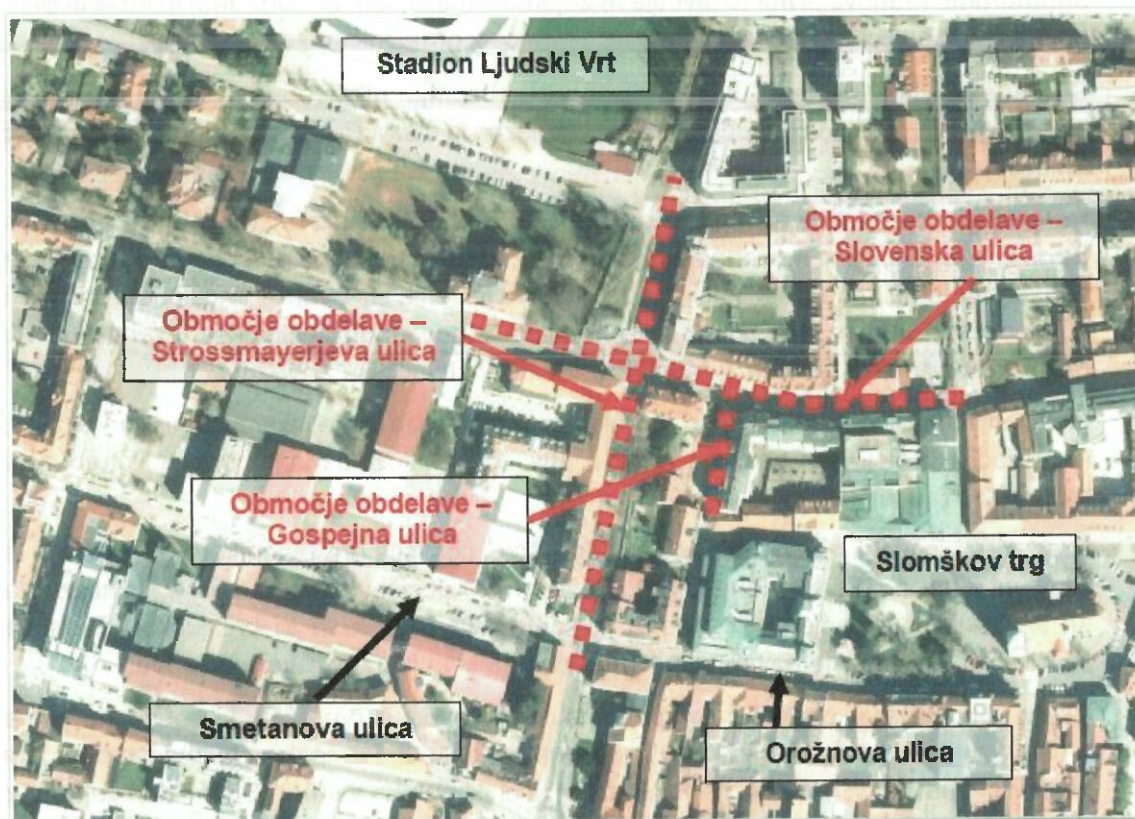 Stadion Ljudski Vrt
Območje obdelave –
Slovenska ulica
Območje obdelave –
Strossmayerjeva ulica
Območje obdelave –
Gospejna ulica
Slomškov trg
Smetanova ulica
Orožnova ulica